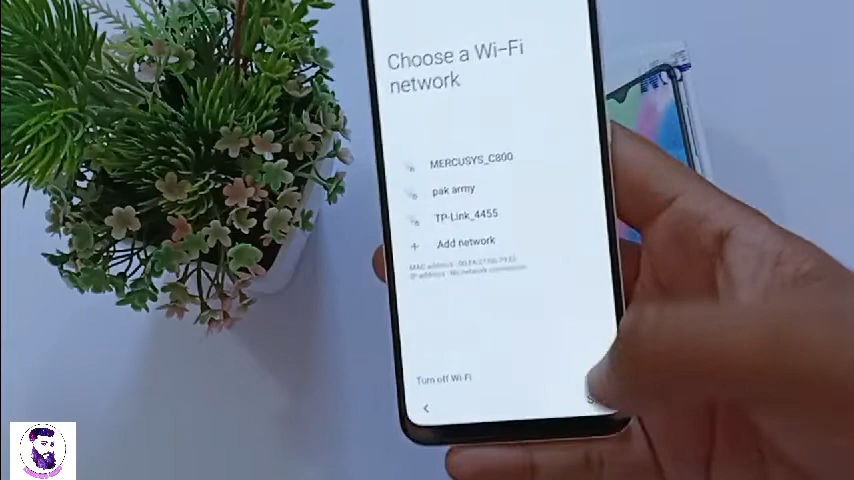 Choose a Wi-Fi
network
MERCUSYS_C800
pak army
TP-Link_4455
Add network
Turn off Wi-Fi